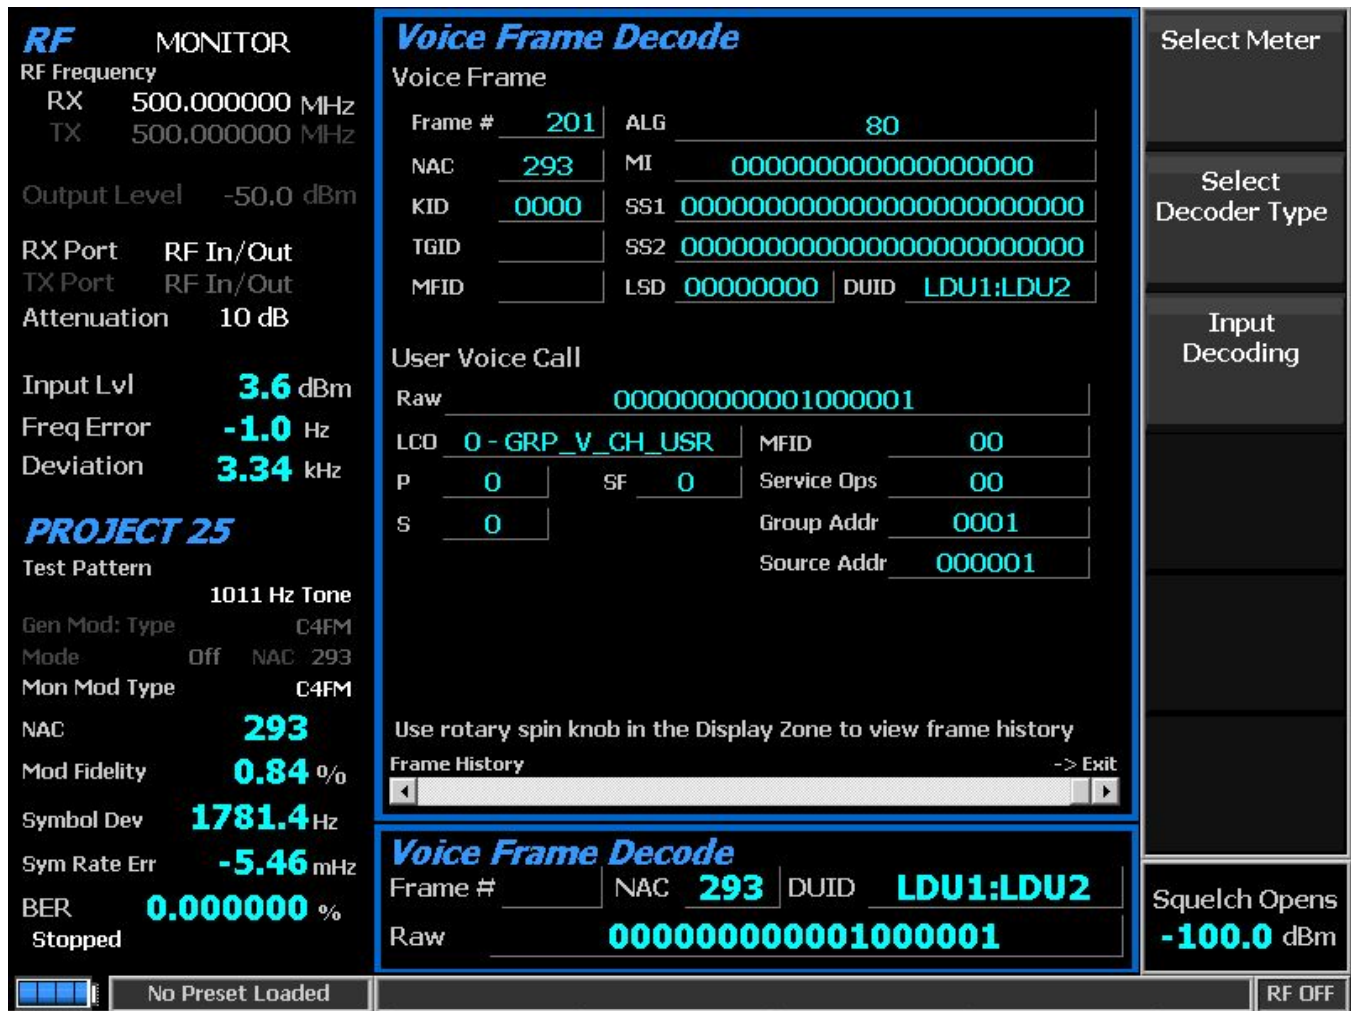 RF MONITOR
RF Frequency
RX 500.000000 MHz
TX 500.000000 MHz
Output Level -50.0 dBm
RX Port RF In/Out
TX Port RF In/Out
Attenuation 10 dB
Input Lvl 3.6 dBm
Freq Error -1.0 Hz
Deviation 3.34 kHz
PROJECT 25
Test Pattern
1011 Hz Tone
Gen Mod: Type C4FM
Mode Off NAC 293
Mon Mod Type C4FM
NAC 293
Mod Fidelity 0.84 %
Symbol Dev 1781.4 Hz
Sym Rate Err -5.46 mHz
BER 0.000000 %
Stopped
Voice Frame Decode
Voice Frame
Frame # 201 ALG 80
NAC 293 MI 000000000000000000
KID 0000 SS1 000000000000000000000000
TGID SS2 000000000000000000000000
MFID LSD 00000000 DUID LDU1:LDU2
User Voice Call
Raw 000000000001000001
LCO 0 - GRP_V_CH_USR MFID 00
P 0 SF 0 Service Ops 00
S 0 Group Addr 0001
Source Addr 000001
Use rotary spin knob in the Display Zone to view frame history
Frame History -> Exit
Voice Frame Decode
Frame # NAC 293 DUID LDU1:LDU2
Raw 000000000001000001
Select Meter
Select
Decoder Type
Input
Decoding
Squelch Opens
-100.0 dBm
No Preset Loaded
RF OFF